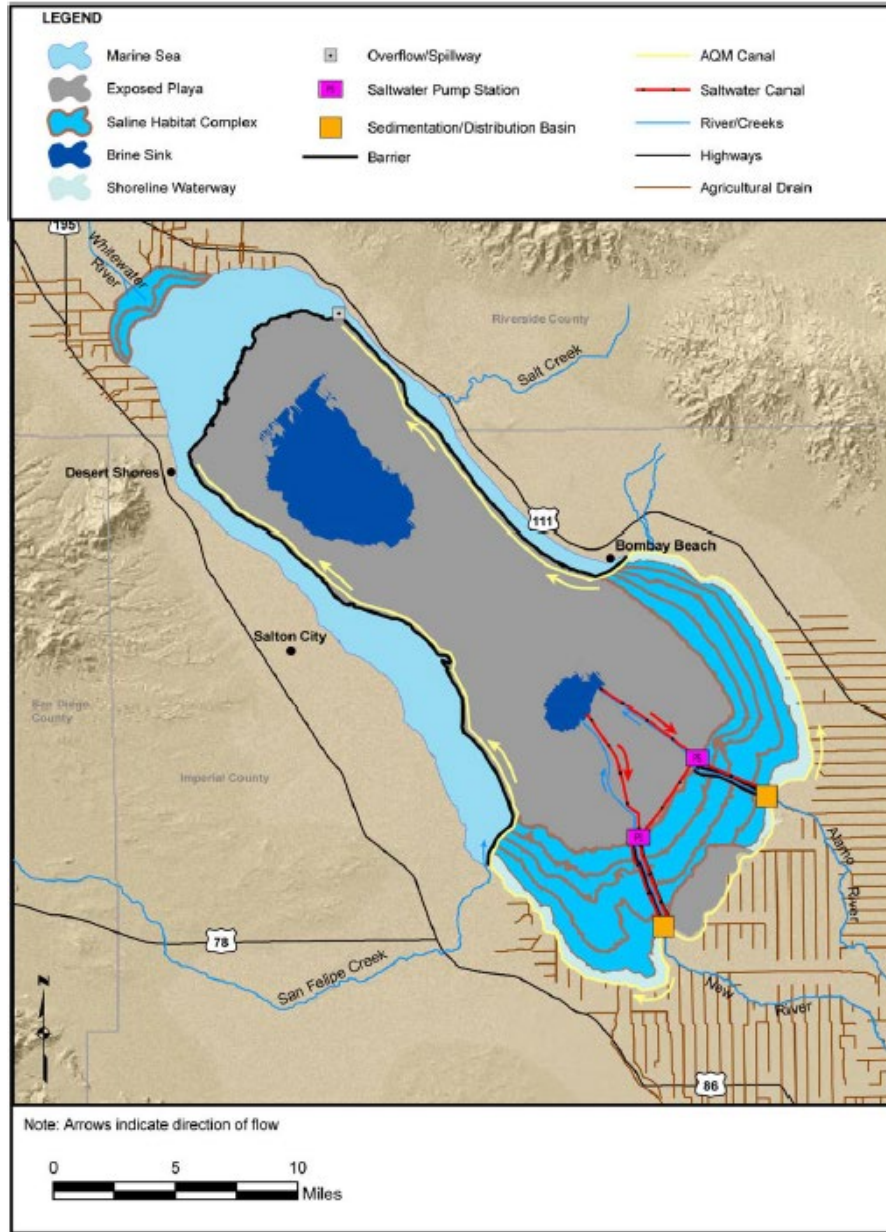 LEGEND
Marine Sea
Exposed Playa
Saline Habitat Complex
Brine Sink
Shoreline Waterway
Overflow/Spillway
Saltwater Pump Station
Sedimentation/Distribution Basin
Barrier
AQM Canal
Saltwater Canal
River/Creeks
Highways
Agricultural Drain
195
Whitewater
River
Riverside County
Salt Creek
Desert Shores
111
Bombay Beach
Salton City
San Diego
County
Imperial County
PS
PS
Alamo
River
78
San Felipe Creek
New
River
N
86
Note: Arrows indicate direction of flow
0 5 10
Miles